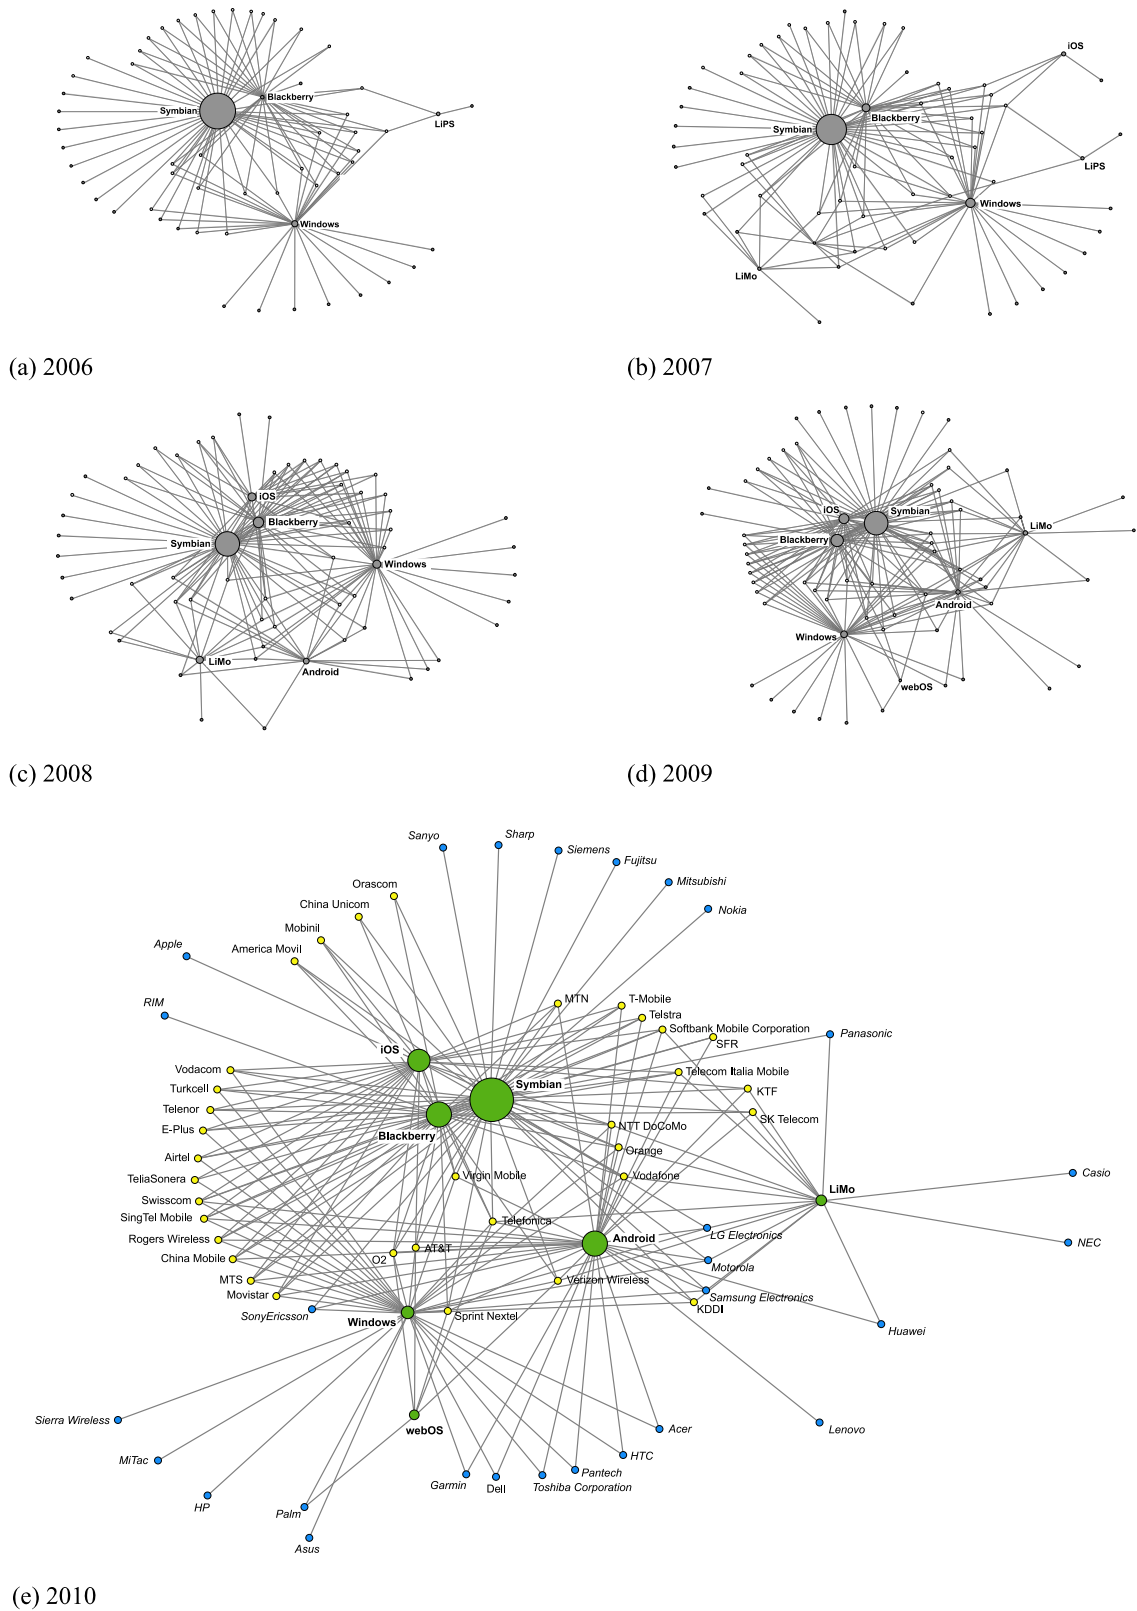 Symbian
Blackberry
LiPS
Windows
(a) 2006
iOS
Blackberry
Symbian
LiPS
Windows
LiMo
(b) 2007
iOS
Blackberry
Symbian
Windows
LiMo
Android
(c) 2008
iOS
Symbian
LiMo
Blackberry
Android
Windows
webOS
(d) 2009
Sanyo
Sharp
Siemens
Fujitsu
Mitsubishi
Nokia
Orascom
China Unicom
Mobinil
America Movil
Apple
RIM
MTN
T-Mobile
Telstra
Softbank Mobile Corporation
SFR
Panasonic
iOS
Vodacom
Telecom Italia Mobile
Symbian
Turkcell
KTF
Telenor
SK Telecom
E-Plus
Blackberry
NTT DoCoMo
Airtel
Orange
TeliaSonera
Virgin Mobile
Vodafone
Casio
LiMo
Swisscom
SingTel Mobile
Telefonica
Rogers Wireless
Android
LG Electronics
NEC
China Mobile
O2
AT&T
Motorola
MTS
Verizon Wireless
Movistar
Samsung Electronics
SonyEricsson
KDDI
Windows
Sprint Nextel
Huawei
Sierra Wireless
webOS
Acer
Lenovo
MiTac
HTC
Pantech
Garmin
Dell
Toshiba Corporation
HP
Palm
Asus
(e) 2010